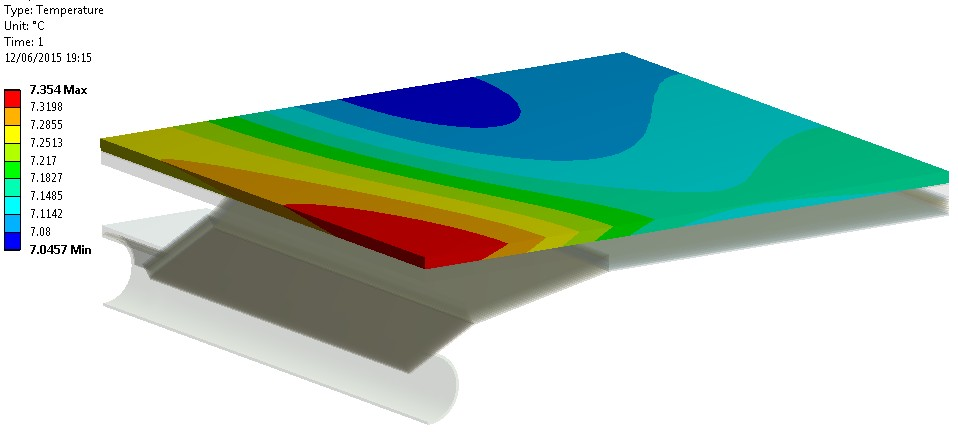 Type: Temperature
Unit: °C
Time: 1
12/06/2015 19:15
7.354 Max
7.3198
7.2855
7.2513
7.217
7.1827
7.1485
7.1142
7.08
7.0457 Min